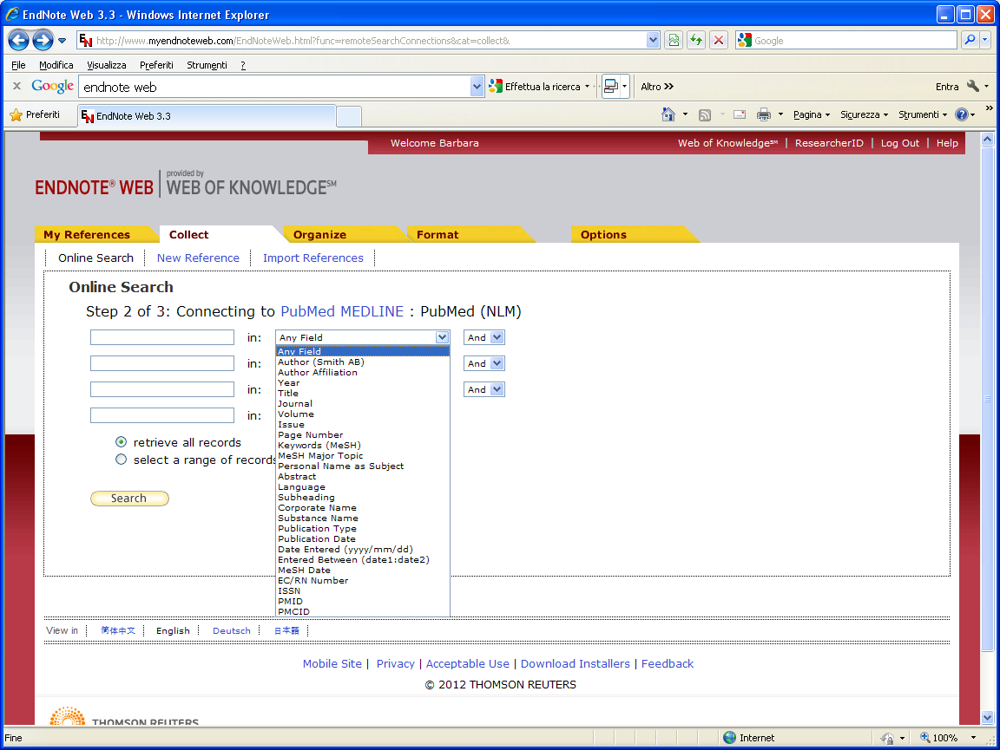 EndNote Web 3.3 - Windows Internet Explorer
http://www.myendnoteweb.com/EndNoteWeb.html?func=remoteSearchConnections&cat=collect&
Google
File Modifica Visualizza Preferiti Strumenti ?
x Google endnote web Effettua la ricerca Altro >> Entra
Preferiti EndNote Web 3.3 Pagina Sicurezza Strumenti
Welcome Barbara Web of Knowledge℠ | ResearcherID | Log Out | Help
ENDNOTE® WEB | provided by WEB OF KNOWLEDGE℠
My References Collect Organize Format Options
Online Search New Reference Import References
Online Search
Step 2 of 3: Connecting to PubMed MEDLINE : PubMed (NLM)
in: Any Field And
Any Field
Author (Smith AB)
in: And
Author Affiliation
Year
in: And
Title
Journal
Volume
in:
Issue
Page Number
retrieve all records
Keywords (MeSH)
MeSH Major Topic
select a range of records
Personal Name as Subject
Abstract
Language
Subheading
Search
Corporate Name
Substance Name
Publication Type
Publication Date
Date Entered (yyyy/mm/dd)
Entered Between (date1:date2)
MeSH Date
EC/RN Number
ISSN
PMID
PMCID
View in 简体中文 English Deutsch 日本語
Mobile Site | Privacy | Acceptable Use | Download Installers | Feedback
© 2012 THOMSON REUTERS
THOMSON REUTERS
Fine Internet 100%